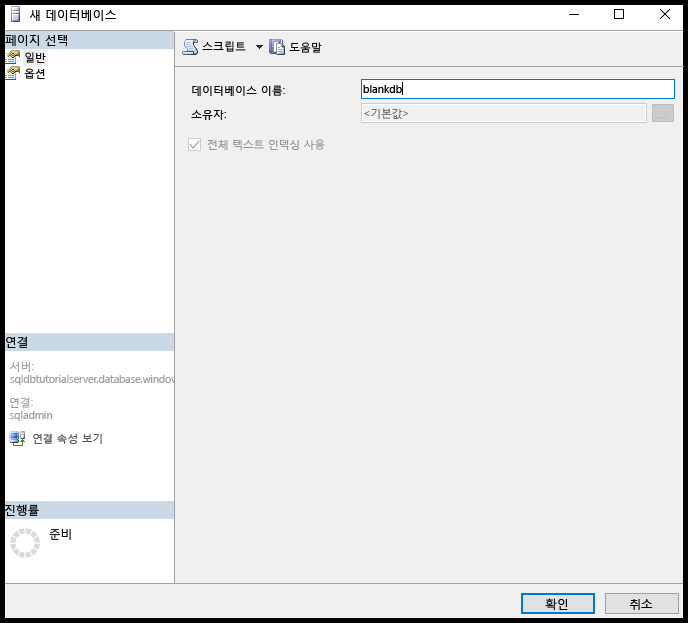 새 데이터베이스
페이지 선택
일반
옵션
스크립트
도움말
데이터베이스 이름:
blankdb
소유자:
<기본값>
...
전체 텍스트 인덱싱 사용
연결
서버:
sqldbtutorialserver.database.window
연결:
sqladmin
연결 속성 보기
진행률
준비
확인
취소